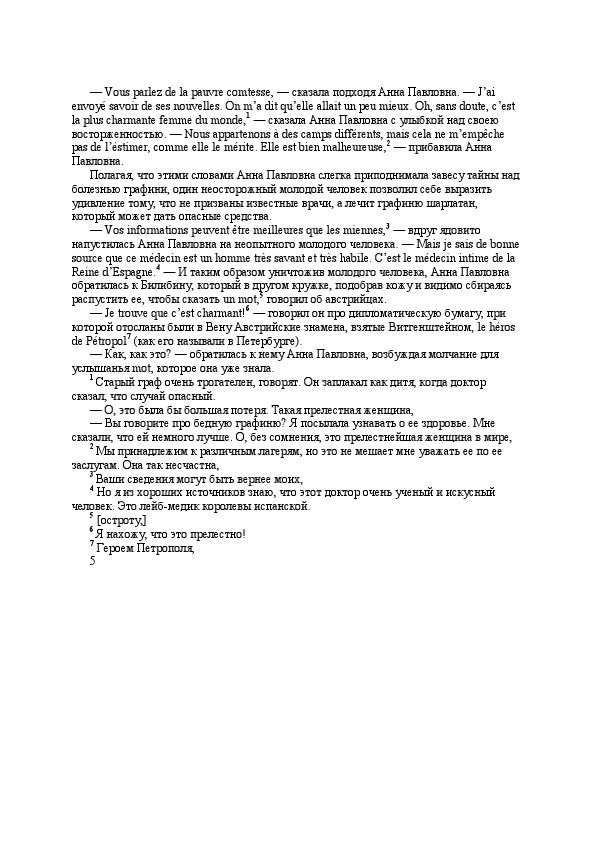 — Vous parlez de la pauvre comtesse, — сказала подходя Анна Павловна. — J’ai
envoyé savoir de ses nouvelles. On m’a dit qu’elle allait un peu mieux. Oh, sans doute, c’est
la plus charmante femme du monde,¹ — сказала Анна Павловна с улыбкой над своею
восторженностью. — Nous appartenons à des camps différents, mais cela ne m’empêche
pas de l’éstimer, comme elle le mérite. Elle est bien malheureuse,² — прибавила Анна
Павловна.
Полагая, что этими словами Анна Павловна слегка приподнимала завесу тайны над
болезнью графини, один неосторожный молодой человек позволил себе выразить
удивление тому, что не призваны известные врачи, а лечит графиню шарлатан,
который может дать опасные средства.
— Vos informations peuvent être meilleures que les miennes,³ — вдруг ядовито
напустилась Анна Павловна на неопытного молодого человека. — Mais je sais de bonne
source que ce médecin est un homme très savant et très habile. C’est le médecin intime de la
Reine d’Espagne.⁴ — И таким образом уничтожив молодого человека, Анна Павловна
обратилась к Билибину, который в другом кружке, подобрав кожу и видимо сбираясь
распустить ее, чтобы сказать un mot,⁵ говорил об австрийцах.
— Je trouve que c’est charmant!⁶ — говорил он про дипломатическую бумагу, при
которой отосланы были в Вену Австрийские знамена, взятые Витгенштейном, le héros
de Pétropol⁷ (как его называли в Петербурге).
— Как, как это? — обратилась к нему Анна Павловна, возбуждая молчание для
услышанья mot, которое она уже знала.
¹ Старый граф очень трогателен, говорят. Он заплакал как дитя, когда доктор
сказал, что случай опасный.
— О, это была бы большая потеря. Такая прелестная женщина,
— Вы говорите про бедную графиню? Я посылала узнавать о ее здоровье. Мне
сказали, что ей немного лучше. О, без сомнения, это прелестнейшая женщина в мире,
² Мы принадлежим к различным лагерям, но это не мешает мне уважать ее по ее
заслугам. Она так несчастна,
³ Ваши сведения могут быть вернее моих,
⁴ Но я из хороших источников знаю, что этот доктор очень ученый и искусный
человек. Это лейб-медик королевы испанской.
⁵ [остроту,]
⁶ Я нахожу, что это прелестно!
⁷ Героем Петрополя,
5